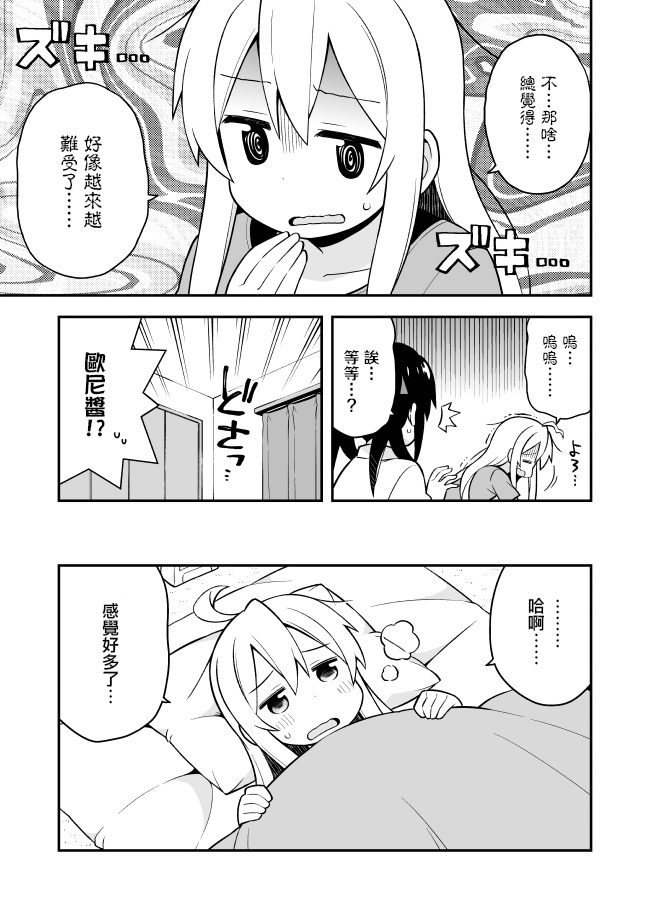 不…那啥…
總覺得……
ズキ…
好像越來越
難受了……
ズキ…
嗚…
嗚嗚……
よろ…
誒…
等等…?
どさっ
歐尼醬!?
………
哈啊……
感覺好多了…